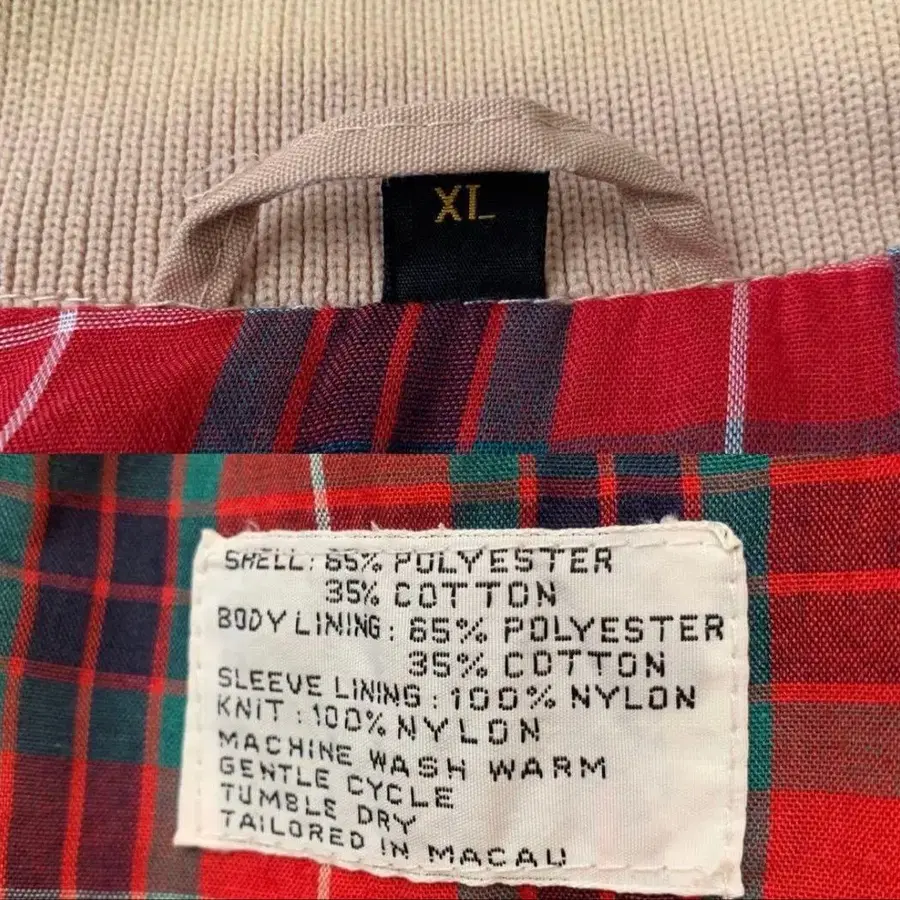 XL
SHELL: 65% POLYESTER
35% COTTON
BODY LINING: 65% POLYESTER
35% COTTON
SLEEVE LINING: 100% NYLON
KNIT: 100% NYLON
MACHINE WASH WARM
GENTLE CYCLE
TUMBLE DRY
TAILORED IN MACAU